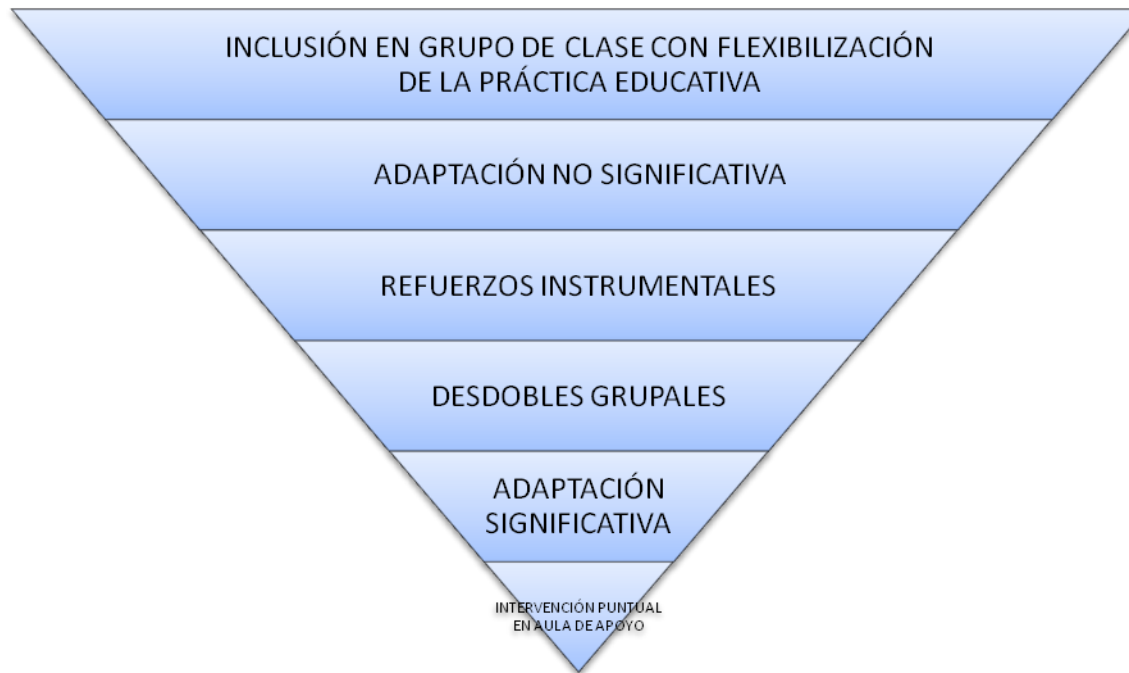 INCLUSIÓN EN GRUPO DE CLASE CON FLEXIBILIZACIÓN
DE LA PRÁCTICA EDUCATIVA
ADAPTACIÓN NO SIGNIFICATIVA
REFUERZOS INSTRUMENTALES
DESDOBLES GRUPALES
ADAPTACIÓN
SIGNIFICATIVA
INTERVENCIÓN PUNTUAL
EN AULA DE APOYO